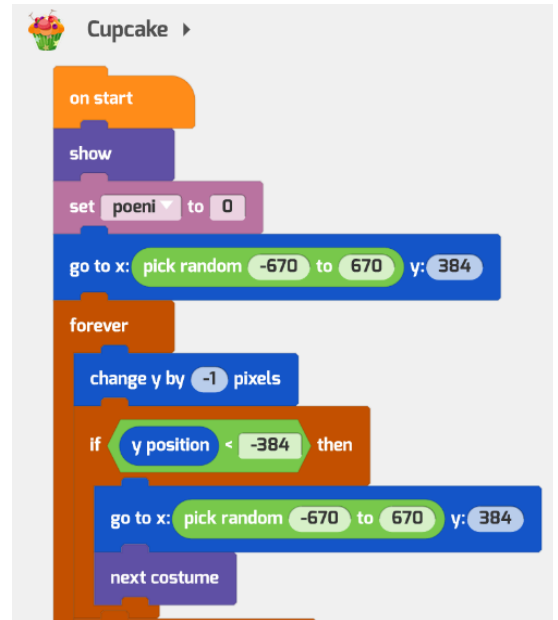 Cupcake
on start
show
set poeni to 0
go to x: pick random -670 to 670 y: 384
forever
change y by -1 pixels
if y position < -384 then
go to x: pick random -670 to 670 y: 384
next costume